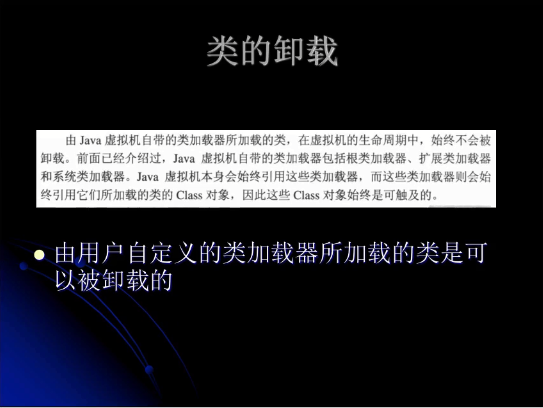 类的卸载
由 Java 虚拟机自带的类加载器所加载的类，在虚拟机的生命周期中，始终不会被
卸载。前面已经介绍过，Java 虚拟机自带的类加载器包括根类加载器、扩展类加载器
和系统类加载器。Java 虚拟机本身会始终引用这些类加载器，而这些类加载器则会始
终引用它们所加载的类的 Class 对象，因此这些 Class 对象始终是可触及的。
由用户自定义的类加载器所加载的类是可
以被卸载的